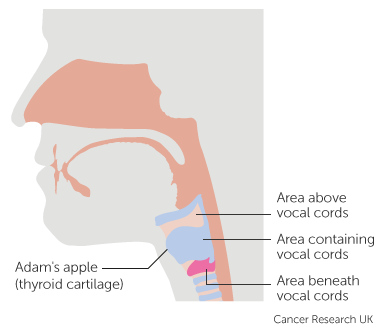 Area above
vocal cords
Area containing
vocal cords
Adam's apple
(thyroid cartilage)
Area beneath
vocal cords
Cancer Research UK